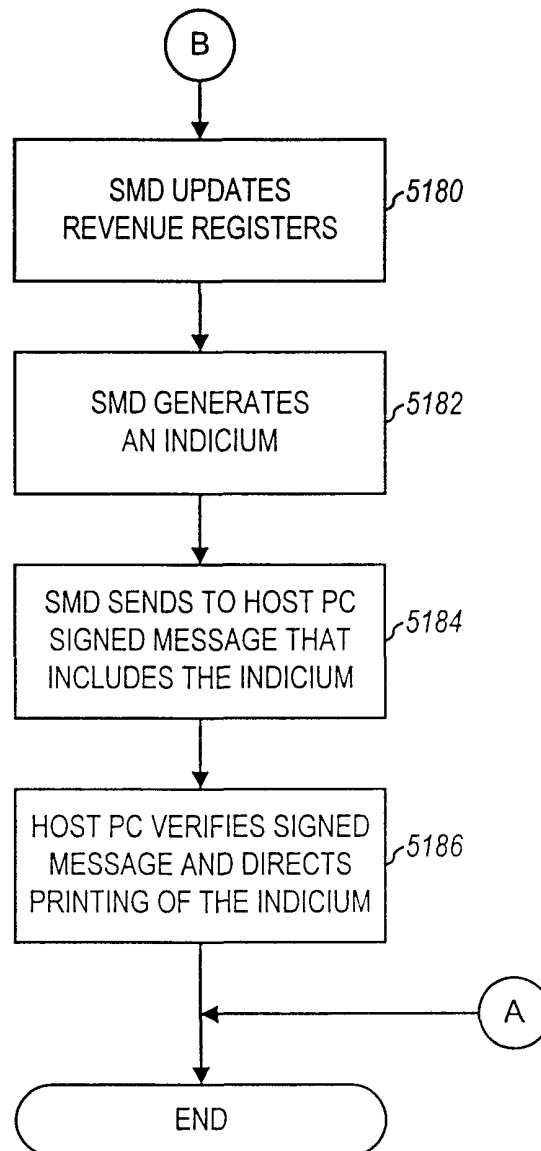 B
SMD UPDATES
REVENUE REGISTERS
5180
SMD GENERATES
AN INDICIUM
5182
SMD SENDS TO HOST PC
SIGNED MESSAGE THAT
INCLUDES THE INDICIUM
5184
HOST PC VERIFIES SIGNED
MESSAGE AND DIRECTS
PRINTING OF THE INDICIUM
5186
A
END